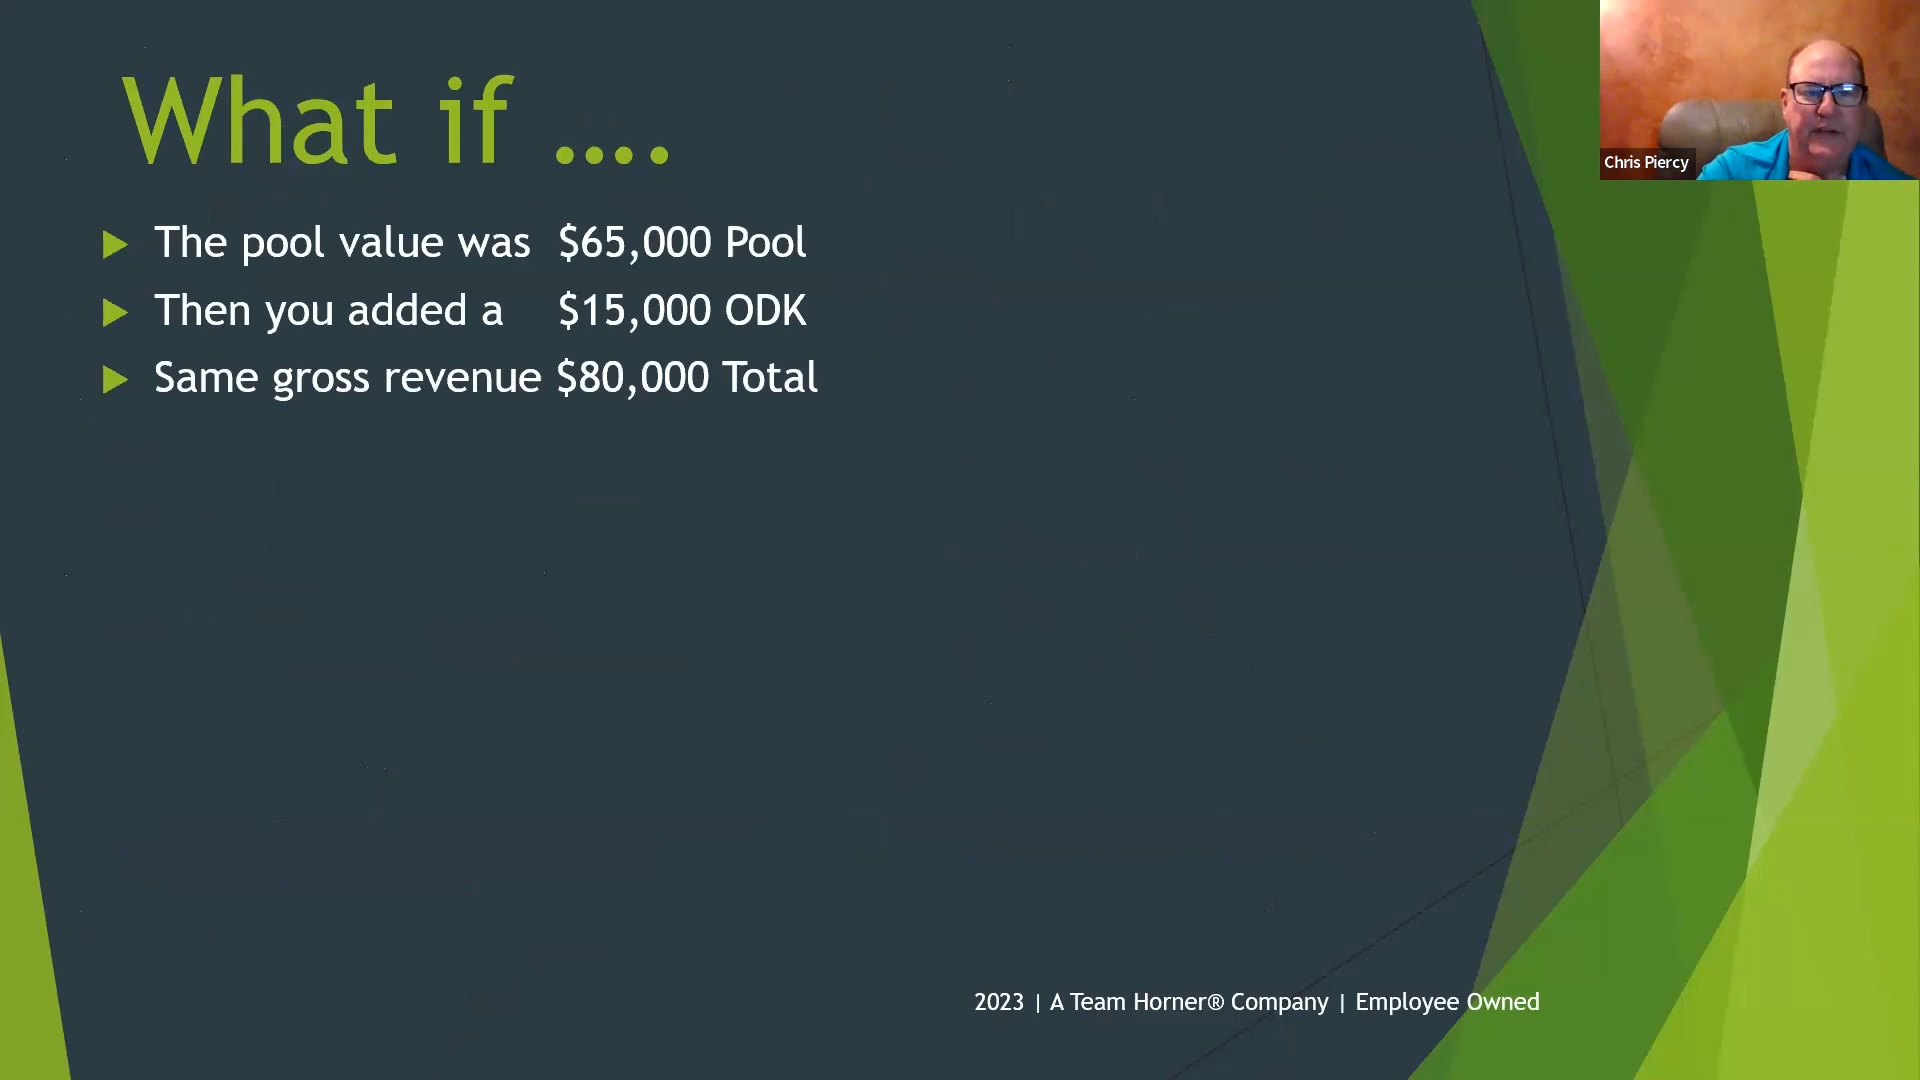 What if ....
Chris Piercy
The pool value was $65,000 Pool
Then you added a $15,000 ODK
Same gross revenue $80,000 Total
2023 | A Team Horner® Company | Employee Owned